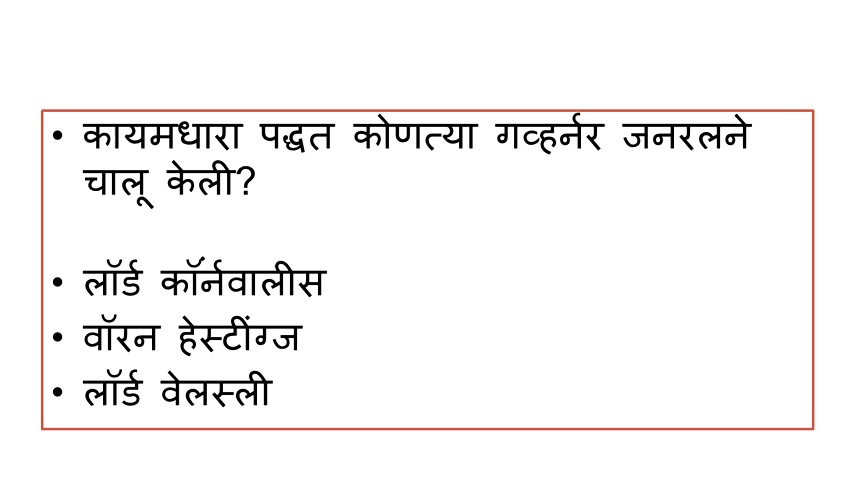 • कायमधारा पद्धत कोणत्या गव्हर्नर जनरलने
चालू केली?
• लॉर्ड कॉर्नवालीस
• वॉरन हेस्टींग्ज
• लॉर्ड वेलस्ली